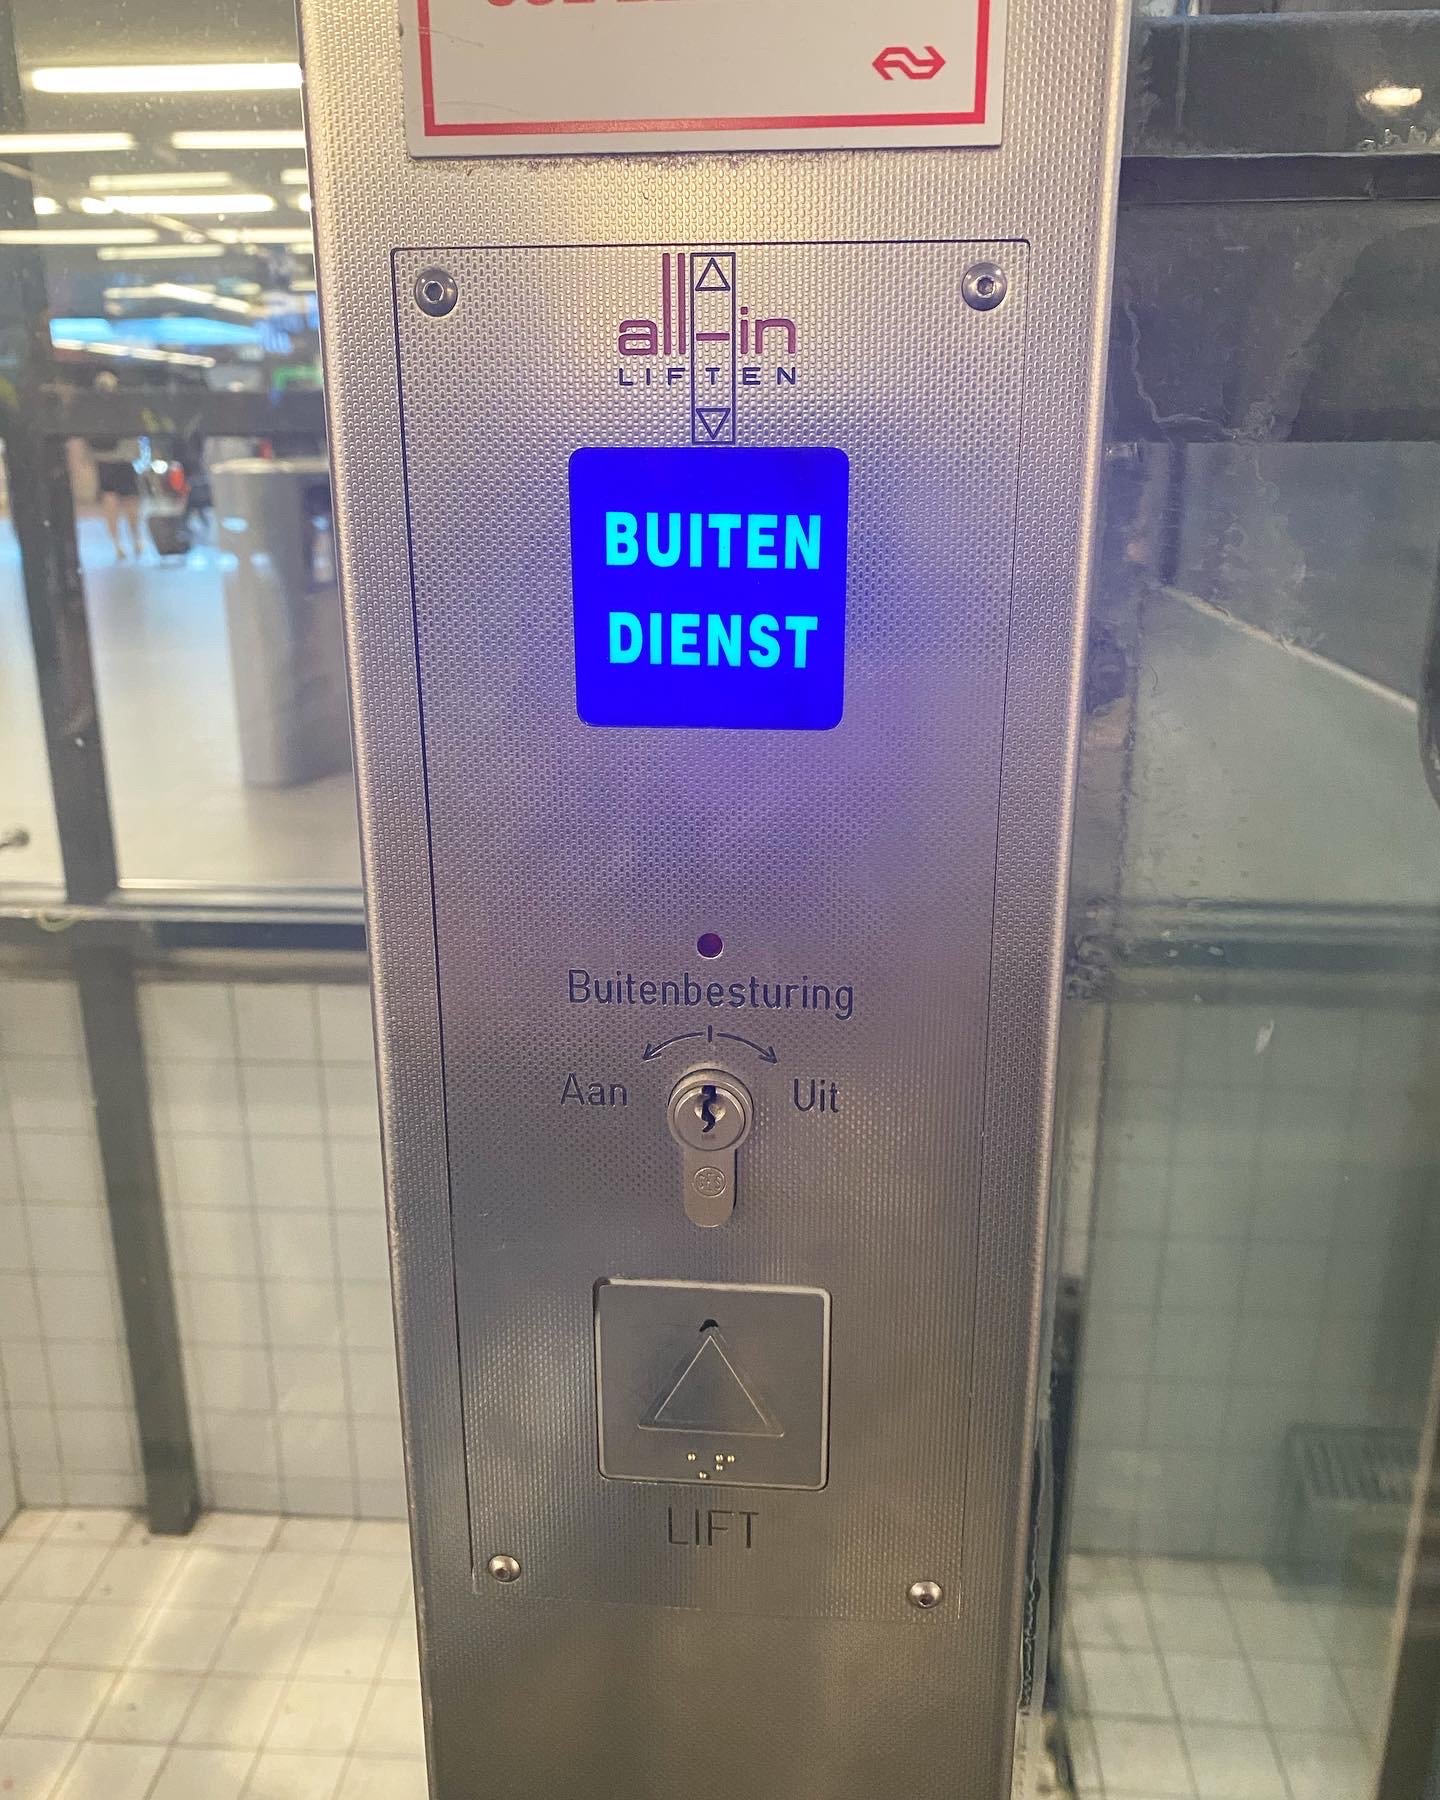 all-in
LIFTEN
BUITEN
DIENST
Buitenbesturing
Aan Uit
LIFT